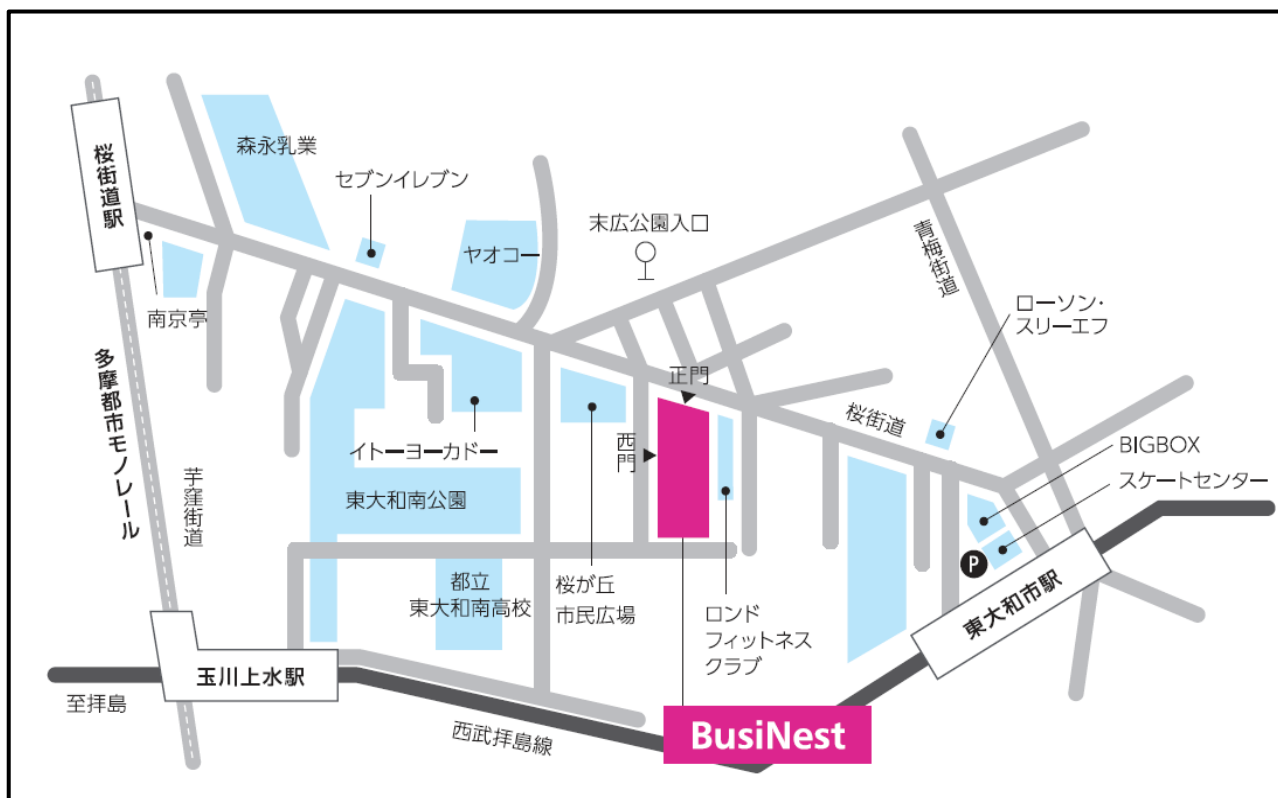 森永乳業
桜街道駅
セブンイレブン
末広公園入口
ヤオコー
青梅街道
南京亭
ローソン・
スリーエフ
多摩都市モノレール
正門
桜街道
西門
イトーヨーカドー
BIGBOX
芋窪街道
スケートセンター
東大和南公園
P
都立
東大和南高校
桜が丘
市民広場
ロンド
フィットネス
クラブ
東大和市駅
玉川上水駅
至拝島
西武拝島線
BusiNest